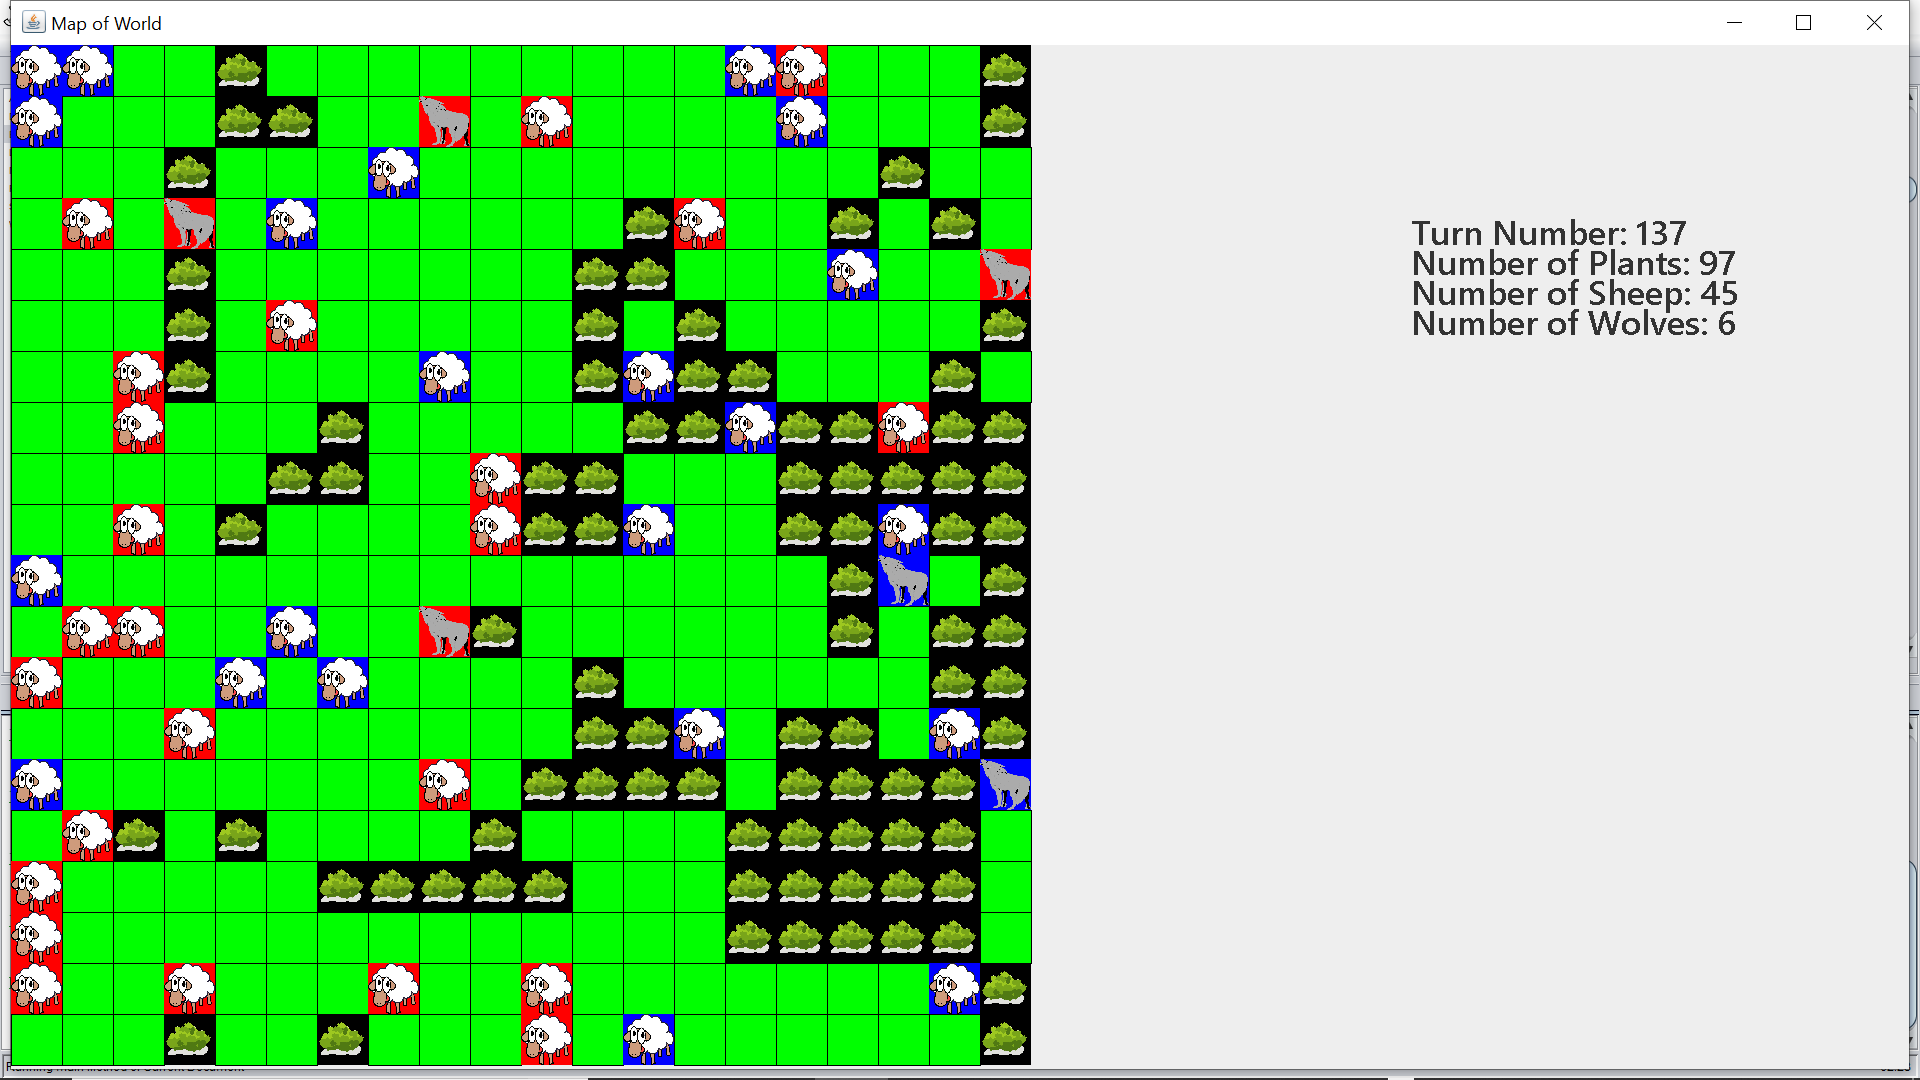 Map of World
Turn Number: 137
Number of Plants: 97
Number of Sheep: 45
Number of Wolves: 6